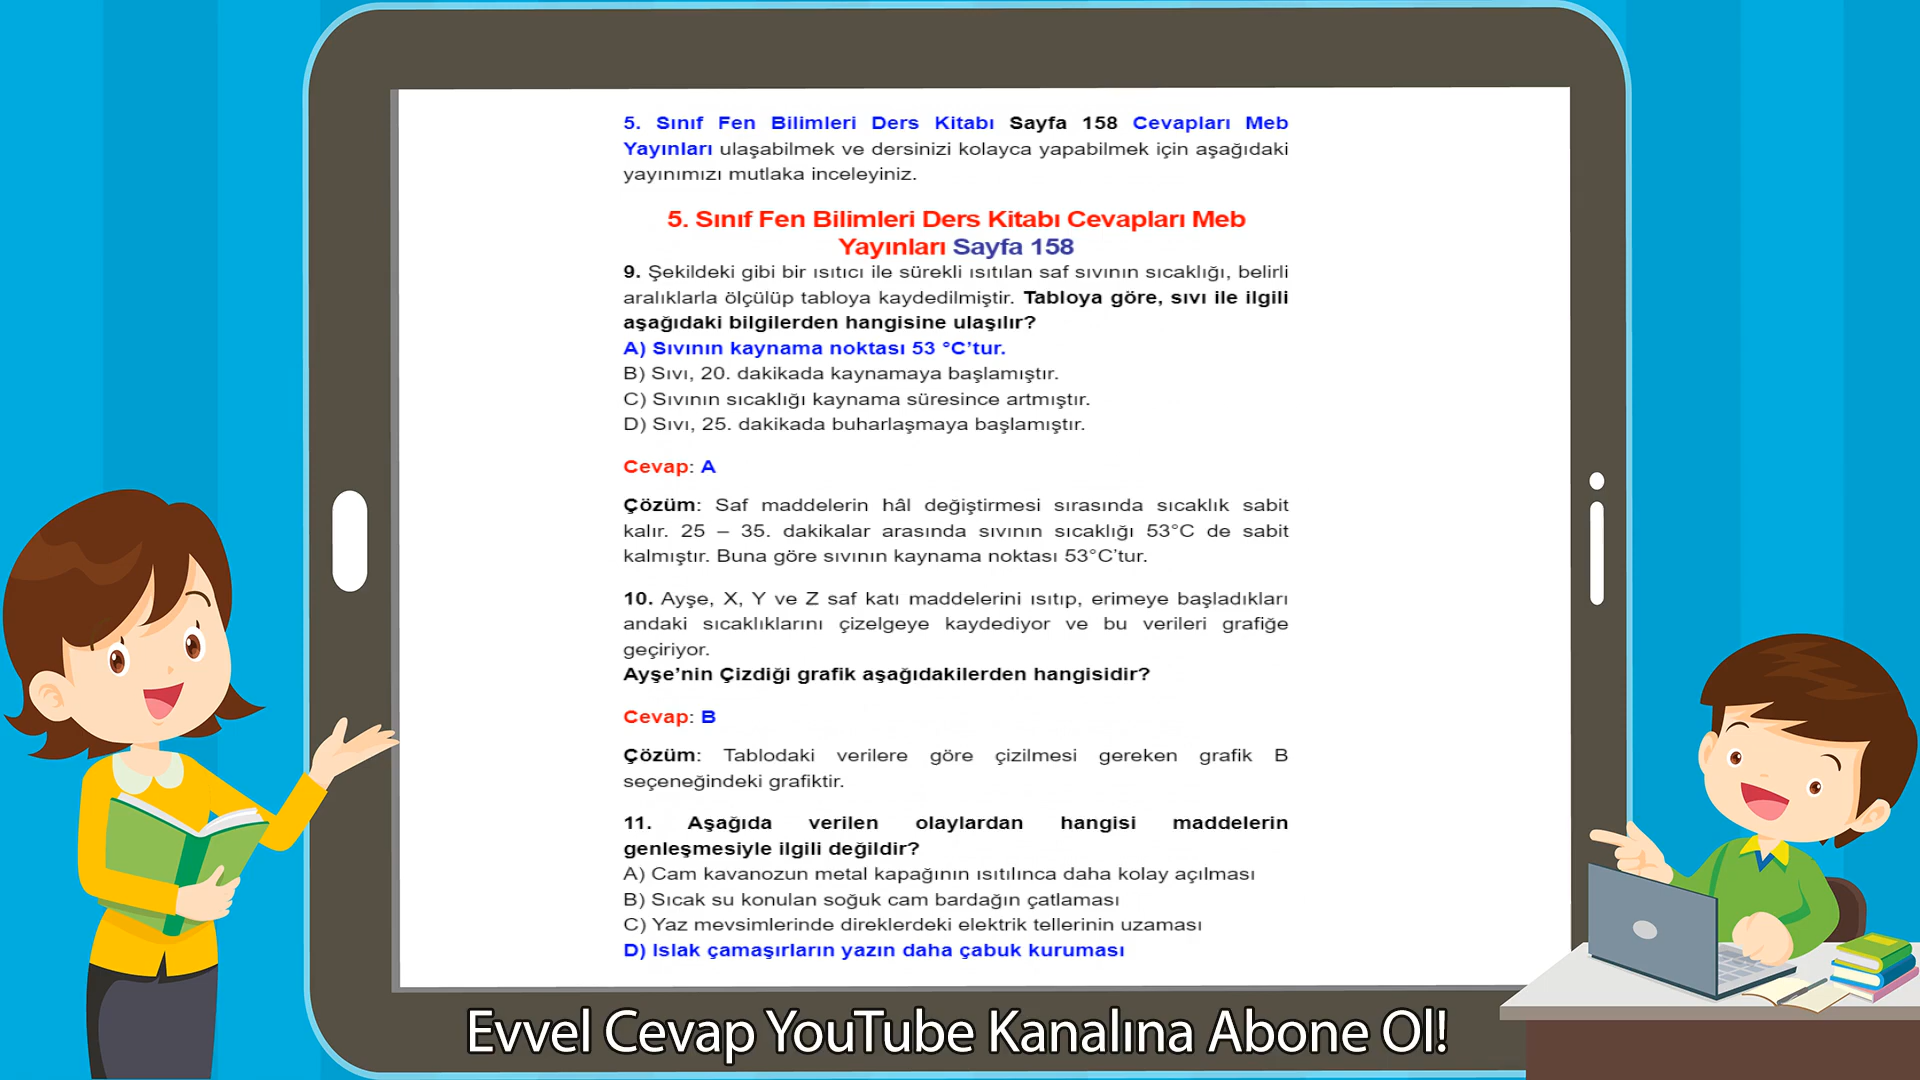 5. Sınıf Fen Bilimleri Ders Kitabı Sayfa 158 Cevapları Meb
Yayınları ulaşabilmek ve dersinizi kolayca yapabilmek için aşağıdaki
yayınımızı mutlaka inceleyiniz.
5. Sınıf Fen Bilimleri Ders Kitabı Cevapları Meb
Yayınları Sayfa 158
9. Şekildeki gibi bir ısıtıcı ile sürekli ısıtılan saf sıvının sıcaklığı, belirli
aralıklarla ölçülüp tabloya kaydedilmiştir. Tabloya göre, sıvı ile ilgili
aşağıdaki bilgilerden hangisine ulaşılır?
A) Sıvının kaynama noktası 53 °C’tur.
B) Sıvı, 20. dakikada kaynamaya başlamıştır.
C) Sıvının sıcaklığı kaynama süresince artmıştır.
D) Sıvı, 25. dakikada buharlaşmaya başlamıştır.
Cevap: A
Çözüm: Saf maddelerin hâl değiştirmesi sırasında sıcaklık sabit
kalır. 25 – 35. dakikalar arasında sıvının sıcaklığı 53°C de sabit
kalmıştır. Buna göre sıvının kaynama noktası 53°C’tur.
10. Ayşe, X, Y ve Z saf katı maddelerini ısıtıp, erimeye başladıkları
andaki sıcaklıklarını çizelgeye kaydediyor ve bu verileri grafiğe
geçiriyor.
Ayşe’nin Çizdiği grafik aşağıdakilerden hangisidir?
Cevap: B
Çözüm: Tablodaki verilere göre çizilmesi gereken grafik B
seçeneğindeki grafiktir.
11. Aşağıda verilen olaylardan hangisi maddelerin
genleşmesiyle ilgili değildir?
A) Cam kavanozun metal kapağının ısıtılınca daha kolay açılması
B) Sıcak su konulan soğuk cam bardağın çatlaması
C) Yaz mevsimlerinde direklerdeki elektrik tellerinin uzaması
D) Islak çamaşırların yazın daha çabuk kuruması
Evvel Cevap YouTube Kanalına Abone Ol!